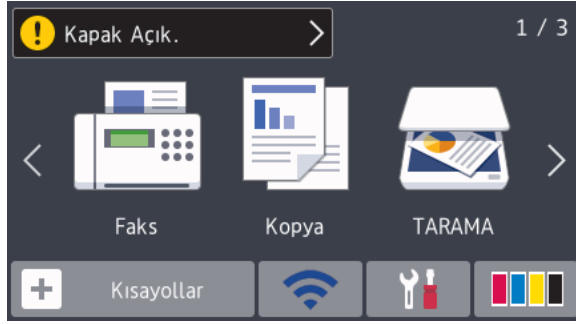 Kapak Açık.
1 / 3
Faks
Kopya
TARAMA
Kısayollar